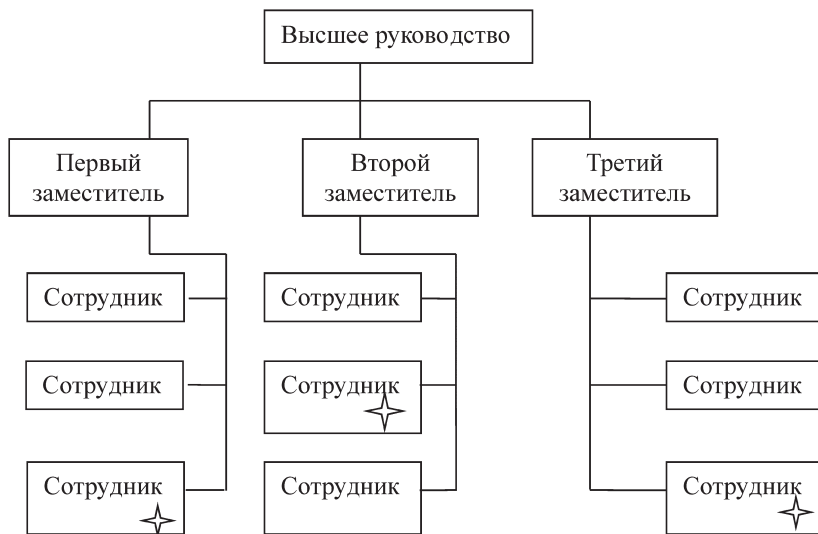 Высшее руководство
Первый
заместитель
Второй
заместитель
Третий
заместитель
Сотрудник
Сотрудник
Сотрудник
Сотрудник
Сотрудник
Сотрудник
Сотрудник
Сотрудник
Сотрудник